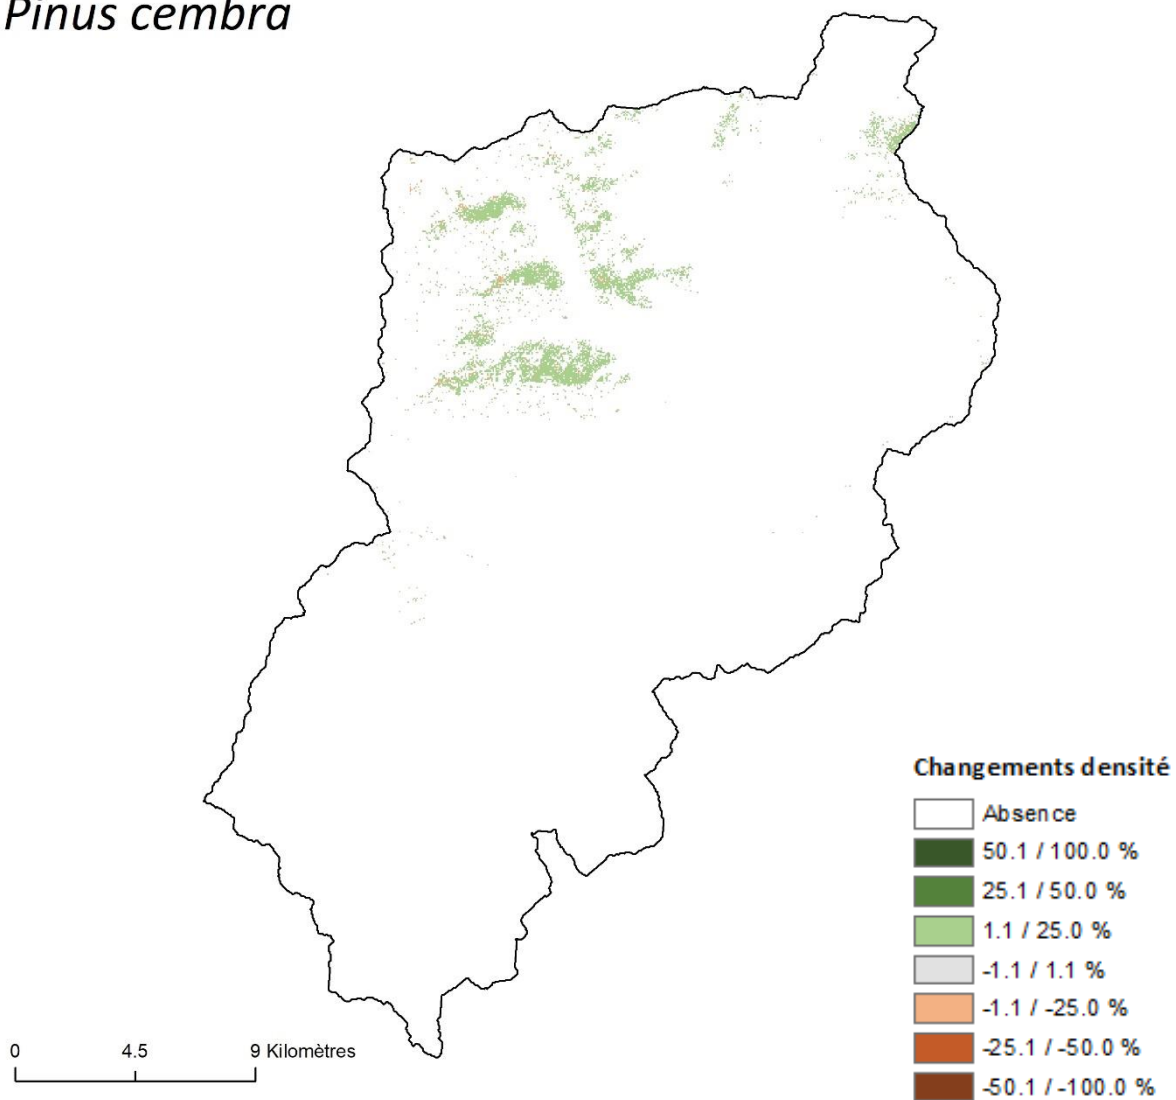 Pinus cembra
Changements densité
Absence
50.1 / 100.0 %
25.1 / 50.0 %
1.1 / 25.0 %
-1.1 / 1.1 %
-1.1 / -25.0 %
-25.1 / -50.0 %
-50.1 / -100.0 %
0 4.5 9 Kilomètres